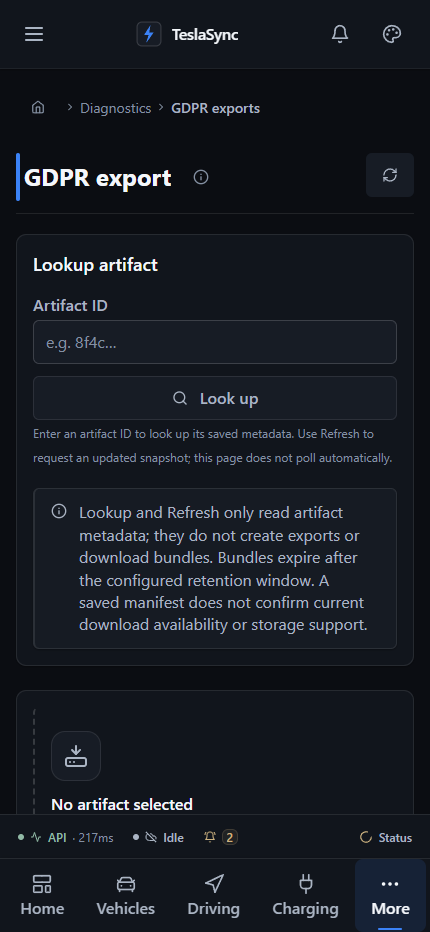 TeslaSync
Diagnostics
GDPR exports
GDPR export
Lookup artifact
Artifact ID
e.g. 8f4c...
Look up
Enter an artifact ID to look up its saved metadata. Use Refresh to
request an updated snapshot; this page does not poll automatically.
Lookup and Refresh only read artifact
metadata; they do not create exports or
download bundles. Bundles expire after
the configured retention window. A
saved manifest does not confirm current
download availability or storage support.
No artifact selected
API · 217ms
Idle
2
Status
Home
Vehicles
Driving
Charging
More